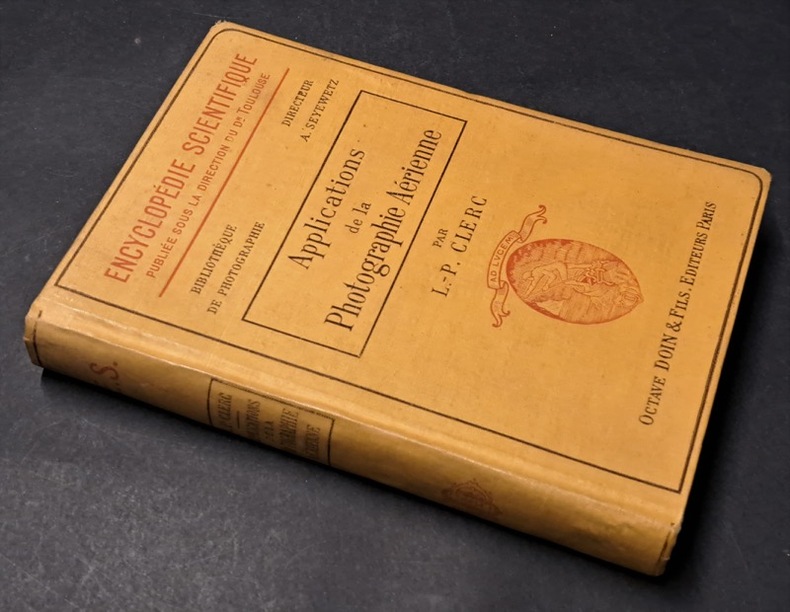 ENCYCLOPÉDIE SCIENTIFIQUE
PUBLIÉE SOUS LA DIRECTION DU DR TOULOUSE
BIBLIOTHÈQUE
DE PHOTOGRAPHIE
DIRECTEUR
A. SEYEWETZ
Applications
de la
Photographie Aérienne
PAR
L.-P. CLERC
AD LUCEM
OCTAVE DOIN & FILS. EDITEURS PARIS
CLERC